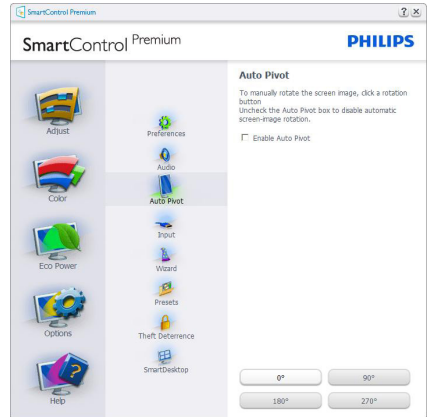 SmartControl Premium
SmartControl Premium
PHILIPS
Adjust
Color
Eco Power
Options
Help
Preferences
Audio
Auto Pivot
Input
Wizard
Presets
Theft Deterrence
SmartDesktop
Auto Pivot
To manually rotate the screen image, click a rotation
button
Uncheck the Auto Pivot box to disable automatic
screen-image rotation.
Enable Auto Pivot
0°
90°
180°
270°